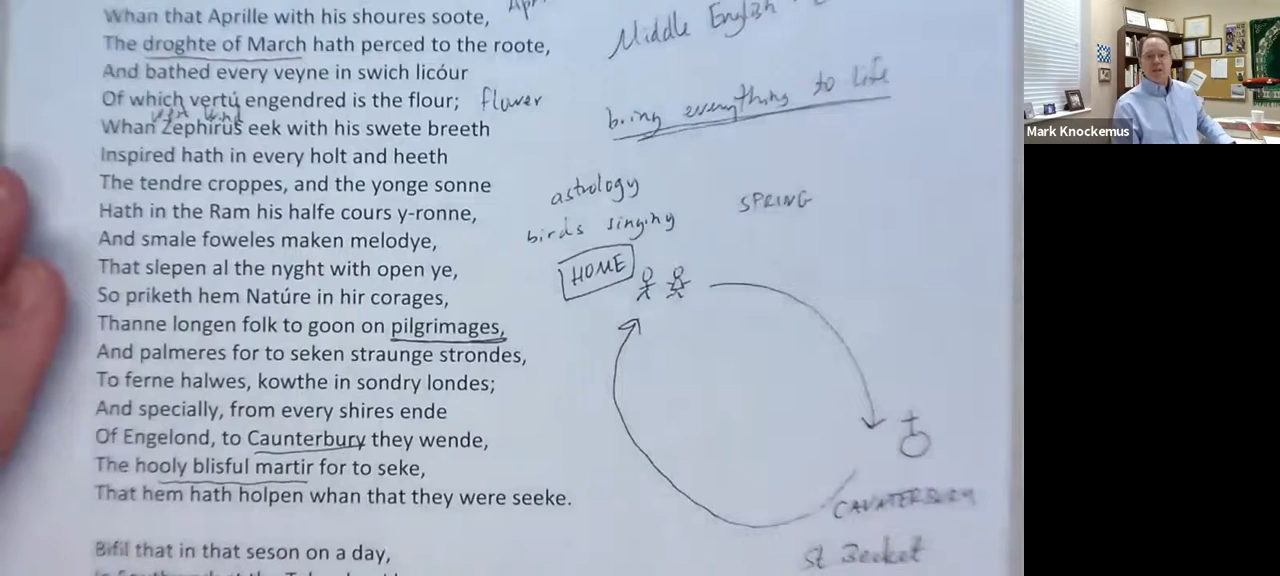 Apr
Whan that Aprille with his shoures soote,
Middle English
The droghte of March hath perced to the roote,
And bathed every veyne in swich licóur
bring everything to life
Of which vertú engendred is the flour; flower
West Wind
Whan Zephirus eek with his swete breeth
Inspired hath in every holt and heeth
The tendre croppes, and the yonge sonne
astrology
SPRING
Hath in the Ram his halfe cours y-ronne,
birds singing
And smale foweles maken melodye,
HOME
That slepen al the nyght with open ye,
So priketh hem Natúre in hir corages,
Thanne longen folk to goon on pilgrimages,
And palmeres for to seken straunge strondes,
To ferne halwes, kowthe in sondry londes;
And specially, from every shires ende
Of Engelond, to Caunterbury they wende,
The hooly blisful martir for to seke,
That hem hath holpen whan that they were seeke.
CAUNTERBURY
St Becket
Bifil that in that seson on a day,
Mark Knockemus